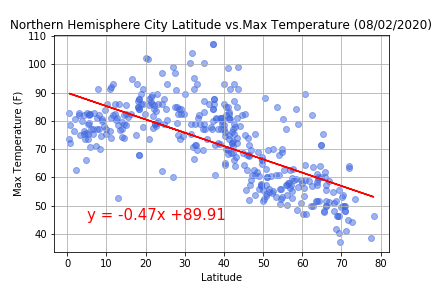 Northern Hemisphere City Latitude vs.Max Temperature (08/02/2020)
110
100
90
80
70
60
50
40
Max Temperature (F)
y = -0.47x +89.91
0 10 20 30 40 50 60 70 80
Latitude